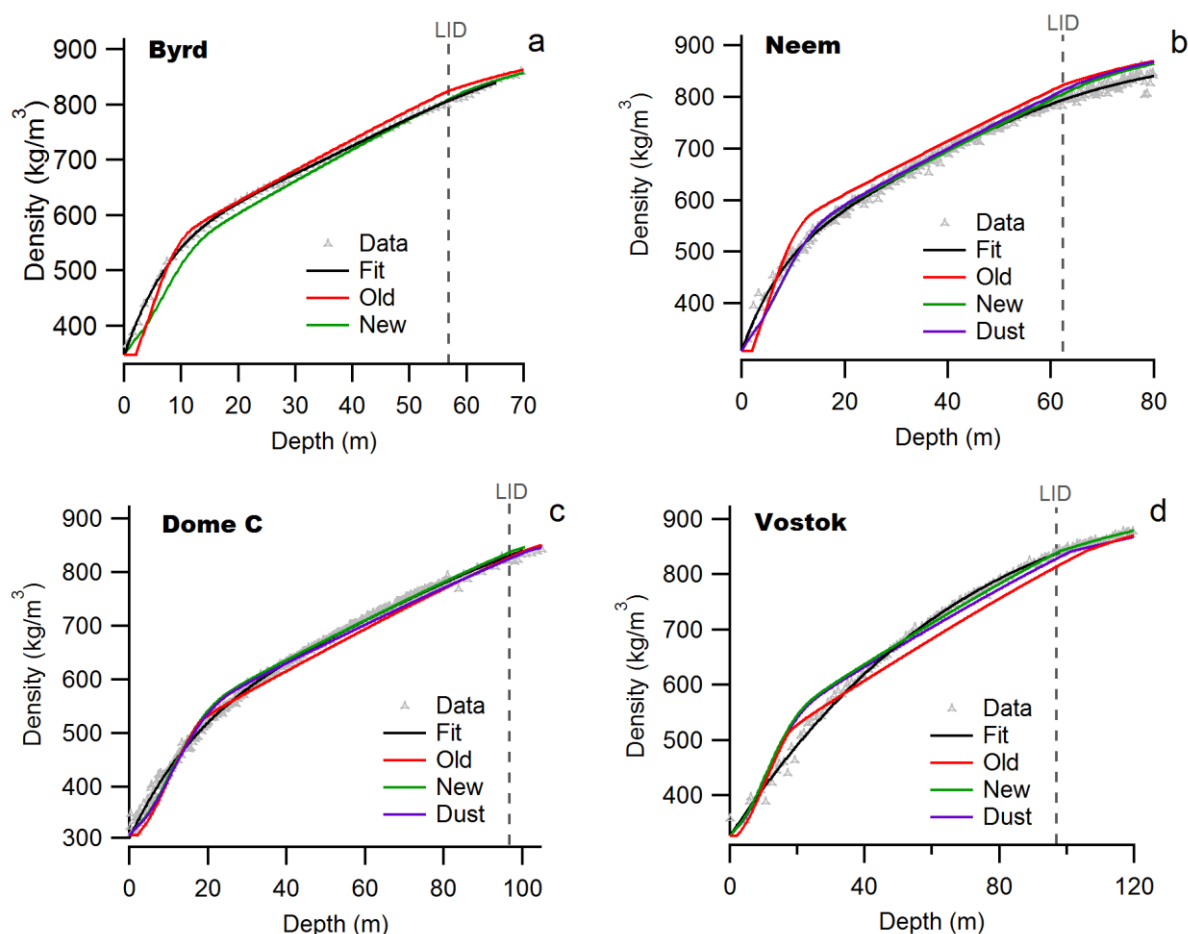 LID
Byrd
a
900
800
700
600
500
400
Density (kg/m³)
Data
Fit
Old
New
0 10 20 30 40 50 60 70
Depth (m)
LID
Neem
b
900
800
700
600
500
400
Density (kg/m³)
Data
Fit
Old
New
Dust
0 20 40 60 80
Depth (m)
LID
Dome C
c
900
800
700
600
500
400
300
Density (kg/m³)
Data
Fit
Old
New
Dust
0 20 40 60 80 100
Depth (m)
LID
Vostok
d
900
800
700
600
500
400
Density (kg/m³)
Data
Fit
Old
New
Dust
0 40 80 120
Depth (m)